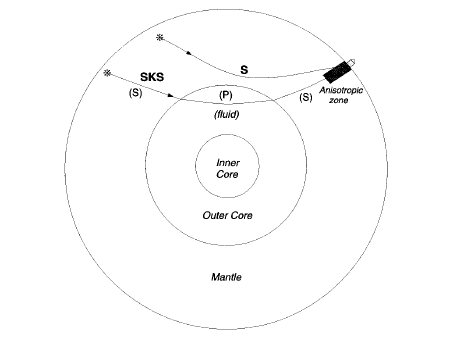 SKS
S
(S)
(P)
(S)
Anisotropic
zone
(fluid)
Inner
Core
Outer Core
Mantle